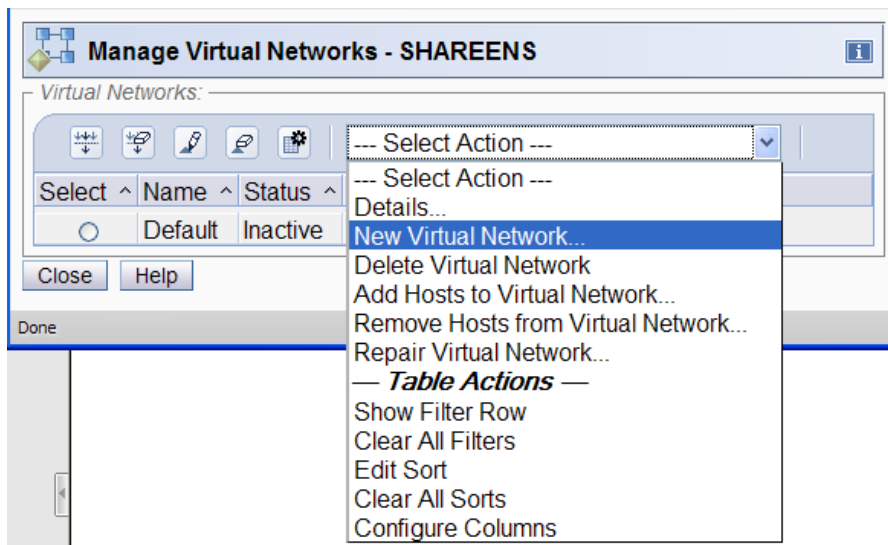 Manage Virtual Networks - SHAREENS
i
Virtual Networks:
--- Select Action ---
Select ^ Name ^ Status ^
Default Inactive
--- Select Action ---
Details...
New Virtual Network...
Delete Virtual Network
Add Hosts to Virtual Network...
Remove Hosts from Virtual Network...
Repair Virtual Network...
— Table Actions —
Show Filter Row
Clear All Filters
Edit Sort
Clear All Sorts
Configure Columns
Close Help
Done